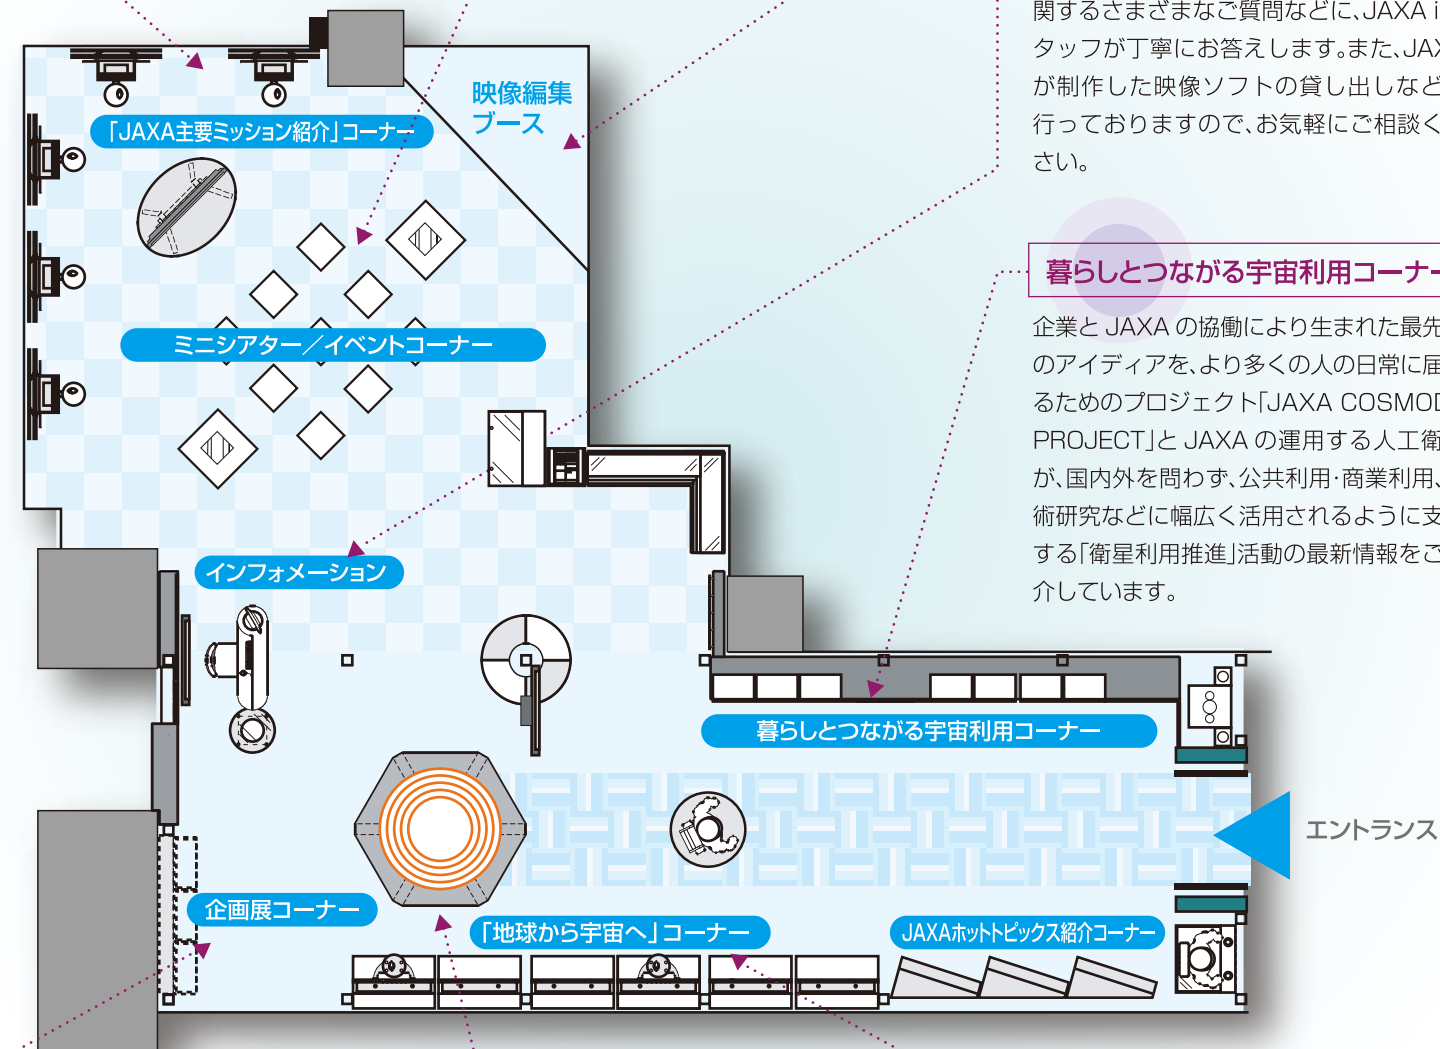 関するさまざまなご質問などに、JAXA i
タッフが丁寧にお答えします。また、JAX
が制作した映像ソフトの貸し出しなど
行っておりますので、お気軽にご相談く
さい。
映像編集
ブース
「JAXA主要ミッション紹介」コーナー
暮らしとつながる宇宙利用コーナー
企業と JAXA の協働により生まれた最先
のアイディアを、より多くの人の日常に届
るためのプロジェクト「JAXA COSMOD
PROJECT」と JAXA の運用する人工衛
が、国内外を問わず、公共利用・商業利用、
術研究などに幅広く活用されるように支
する「衛星利用推進」活動の最新情報をご
介しています。
ミニシアター／イベントコーナー
インフォメーション
暮らしとつながる宇宙利用コーナー
エントランス
企画展コーナー
「地球から宇宙へ」コーナー
JAXAホットトピックス紹介コーナー